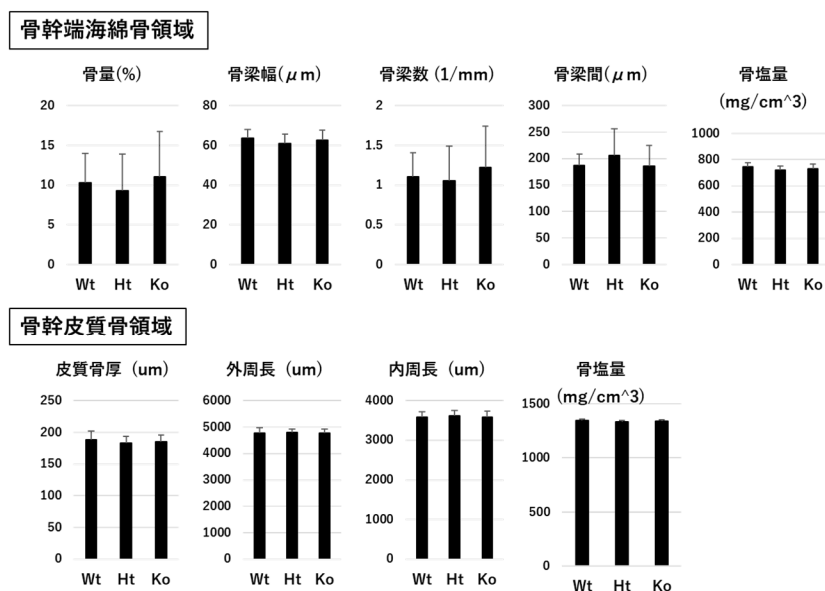 骨幹端海綿骨領域
骨量(%)
20
15
10
5
0
Wt Ht Ko
骨梁幅(μm)
80
60
40
20
0
Wt Ht Ko
骨梁数 (1/mm)
2
1.5
1
0.5
0
Wt Ht Ko
骨梁間(μm)
300
250
200
150
100
50
0
Wt Ht Ko
骨塩量
(mg/cm^3)
1000
800
600
400
200
0
Wt Ht Ko
骨幹皮質骨領域
皮質骨厚 (um)
250
200
150
100
50
0
Wt Ht Ko
外周長 (um)
6000
5000
4000
3000
2000
1000
0
Wt Ht Ko
内周長 (um)
4000
3000
2000
1000
0
Wt Ht Ko
骨塩量
(mg/cm^3)
1500
1000
500
0
Wt Ht Ko